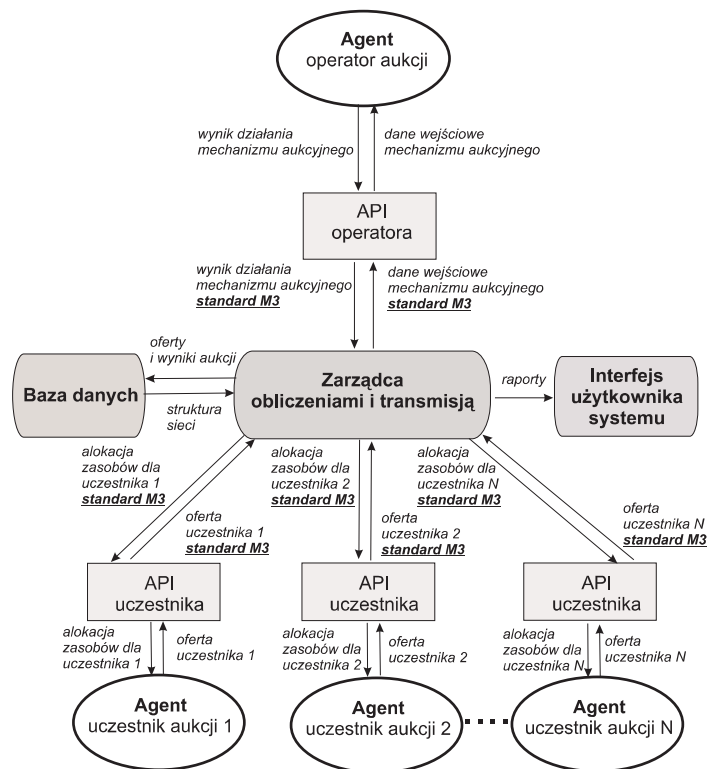 Agent
operator aukcji
wynik działania
mechanizmu aukcyjnego
dane wejściowe
mechanizmu aukcyjnego
API
operatora
wynik działania
mechanizmu aukcyjnego
standard M3
dane wejściowe
mechanizmu aukcyjnego
standard M3
oferty
i wyniki aukcji
Baza danych
struktura
sieci
Zarządca
obliczeniami i transmisją
raporty
Interfejs
użytkownika
systemu
alokacja
zasobów dla
uczestnika 1
standard M3
oferta
uczestnika 1
standard M3
alokacja
zasobów dla
uczestnika 2
standard M3
oferta
uczestnika 2
standard M3
alokacja
zasobów dla
uczestnika N
standard M3
oferta
uczestnika N
standard M3
API
uczestnika
API
uczestnika
API
uczestnika
alokacja
zasobów dla
uczestnika 1
oferta
uczestnika 1
alokacja
zasobów dla
uczestnika 2
oferta
uczestnika 2
alokacja
zasobów dla
uczestnika N
oferta
uczestnika N
Agent
uczestnik aukcji 1
Agent
uczestnik aukcji 2
Agent
uczestnik aukcji N